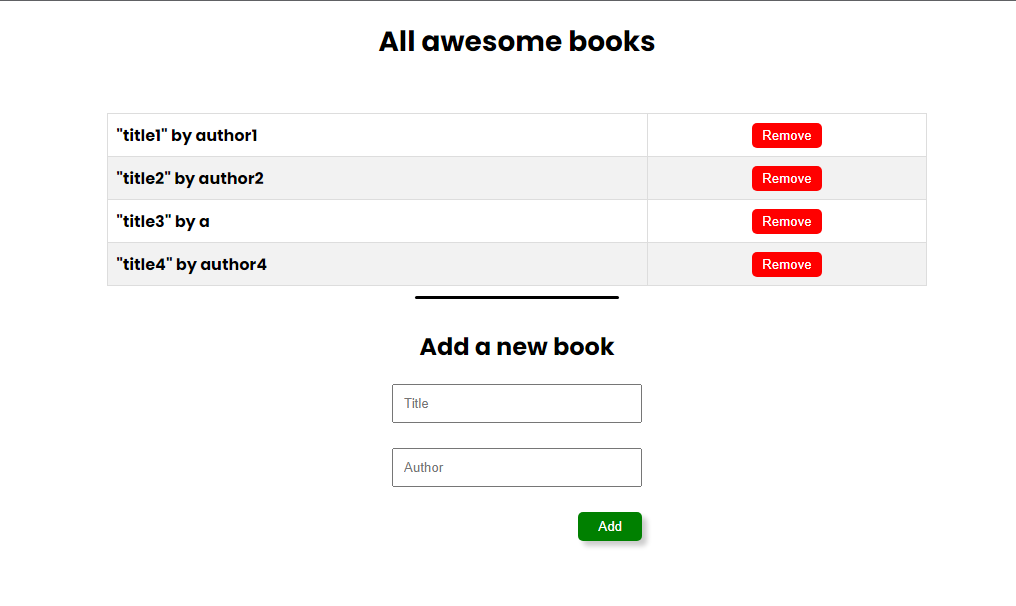 All awesome books
"title1" by author1 Remove
"title2" by author2 Remove
"title3" by a Remove
"title4" by author4 Remove
Add a new book
Title
Author
Add